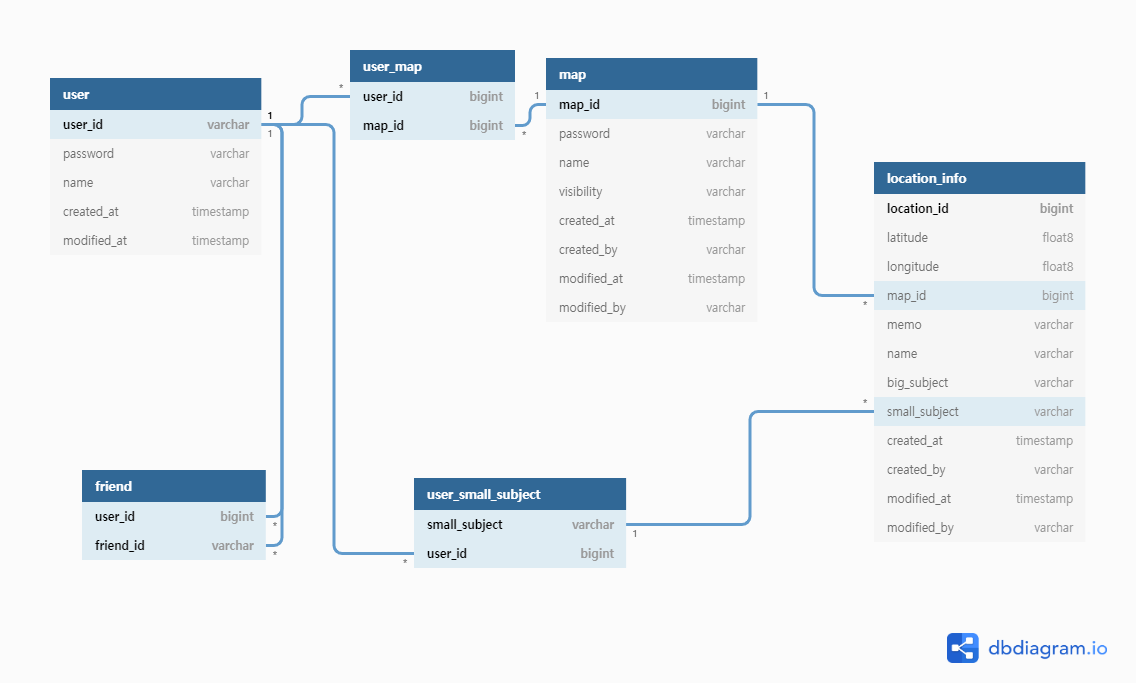 user
user_id varchar
password varchar
name varchar
created_at timestamp
modified_at timestamp
1
1
user_map
user_id bigint
map_id bigint
*
*
map
map_id bigint
password varchar
name varchar
visibility varchar
created_at timestamp
created_by varchar
modified_at timestamp
modified_by varchar
1
1
location_info
location_id bigint
latitude float8
longitude float8
map_id bigint
memo varchar
name varchar
big_subject varchar
small_subject varchar
created_at timestamp
created_by varchar
modified_at timestamp
modified_by varchar
*
*
friend
user_id bigint
friend_id varchar
*
*
user_small_subject
small_subject varchar
user_id bigint
1
*
dbdiagram.io